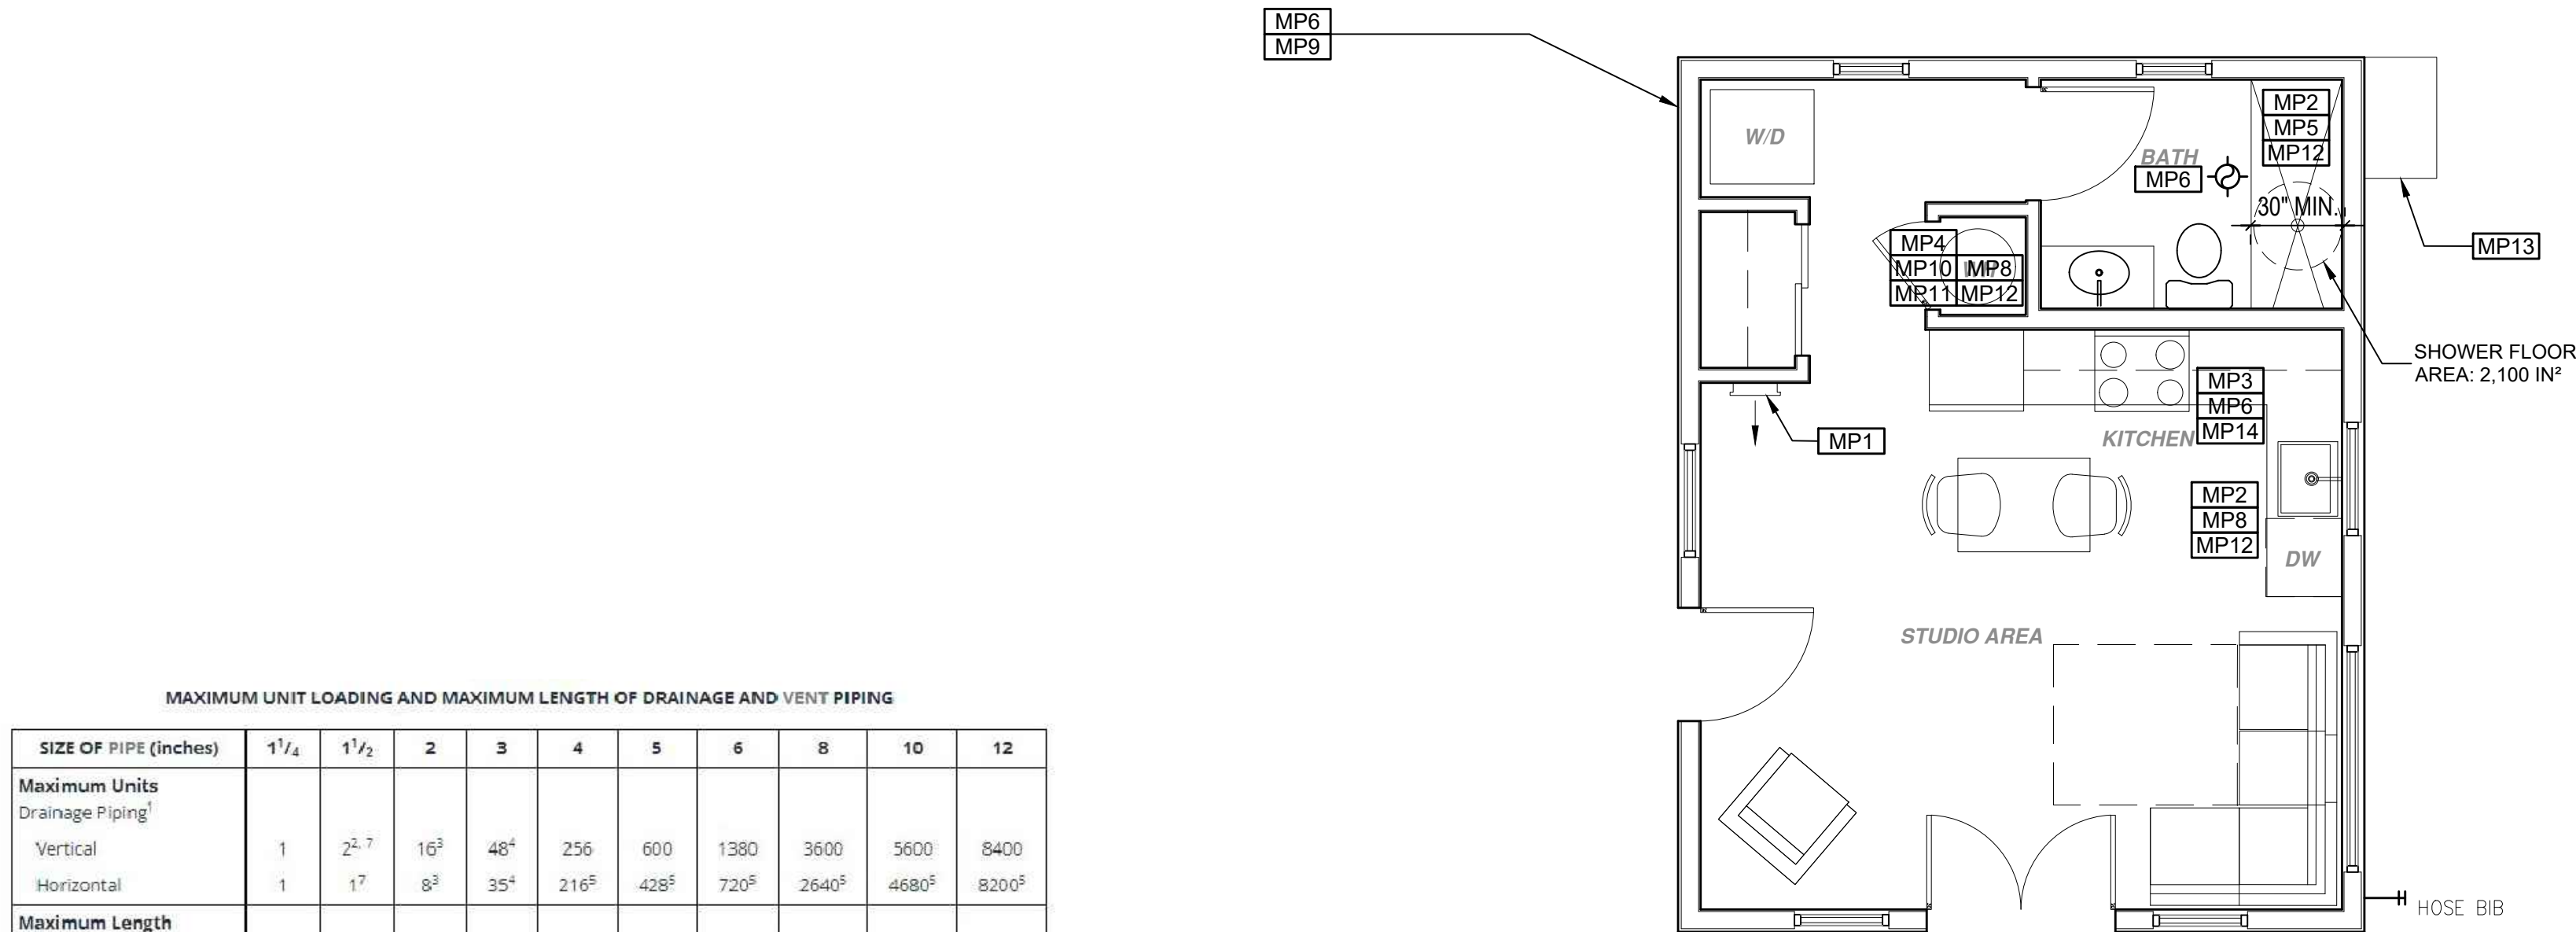 MP6
MP9
W/D
MP2
MP5
MP12
BATH
MP6
30" MIN.
MP13
MP4
MP10 MP8
MP11 MP12
SHOWER FLOOR
AREA: 2,100 IN²
MP3
MP6
MP14
KITCHEN
MP1
MP2
MP8
MP12
DW
STUDIO AREA
HOSE BIB
MAXIMUM UNIT LOADING AND MAXIMUM LENGTH OF DRAINAGE AND VENT PIPING
SIZE OF PIPE (inches) 1¹/₄ 1¹/₂ 2 3 4 5 6 8 10 12
Maximum Units
Drainage Piping¹
Vertical 1 2²˒ ⁷ 16³ 48⁴ 256 600 1380 3600 5600 8400
Horizontal 1 1⁷ 8³ 35⁴ 216⁵ 428⁵ 720⁵ 2640⁵ 4680⁵ 8200⁵
Maximum Length